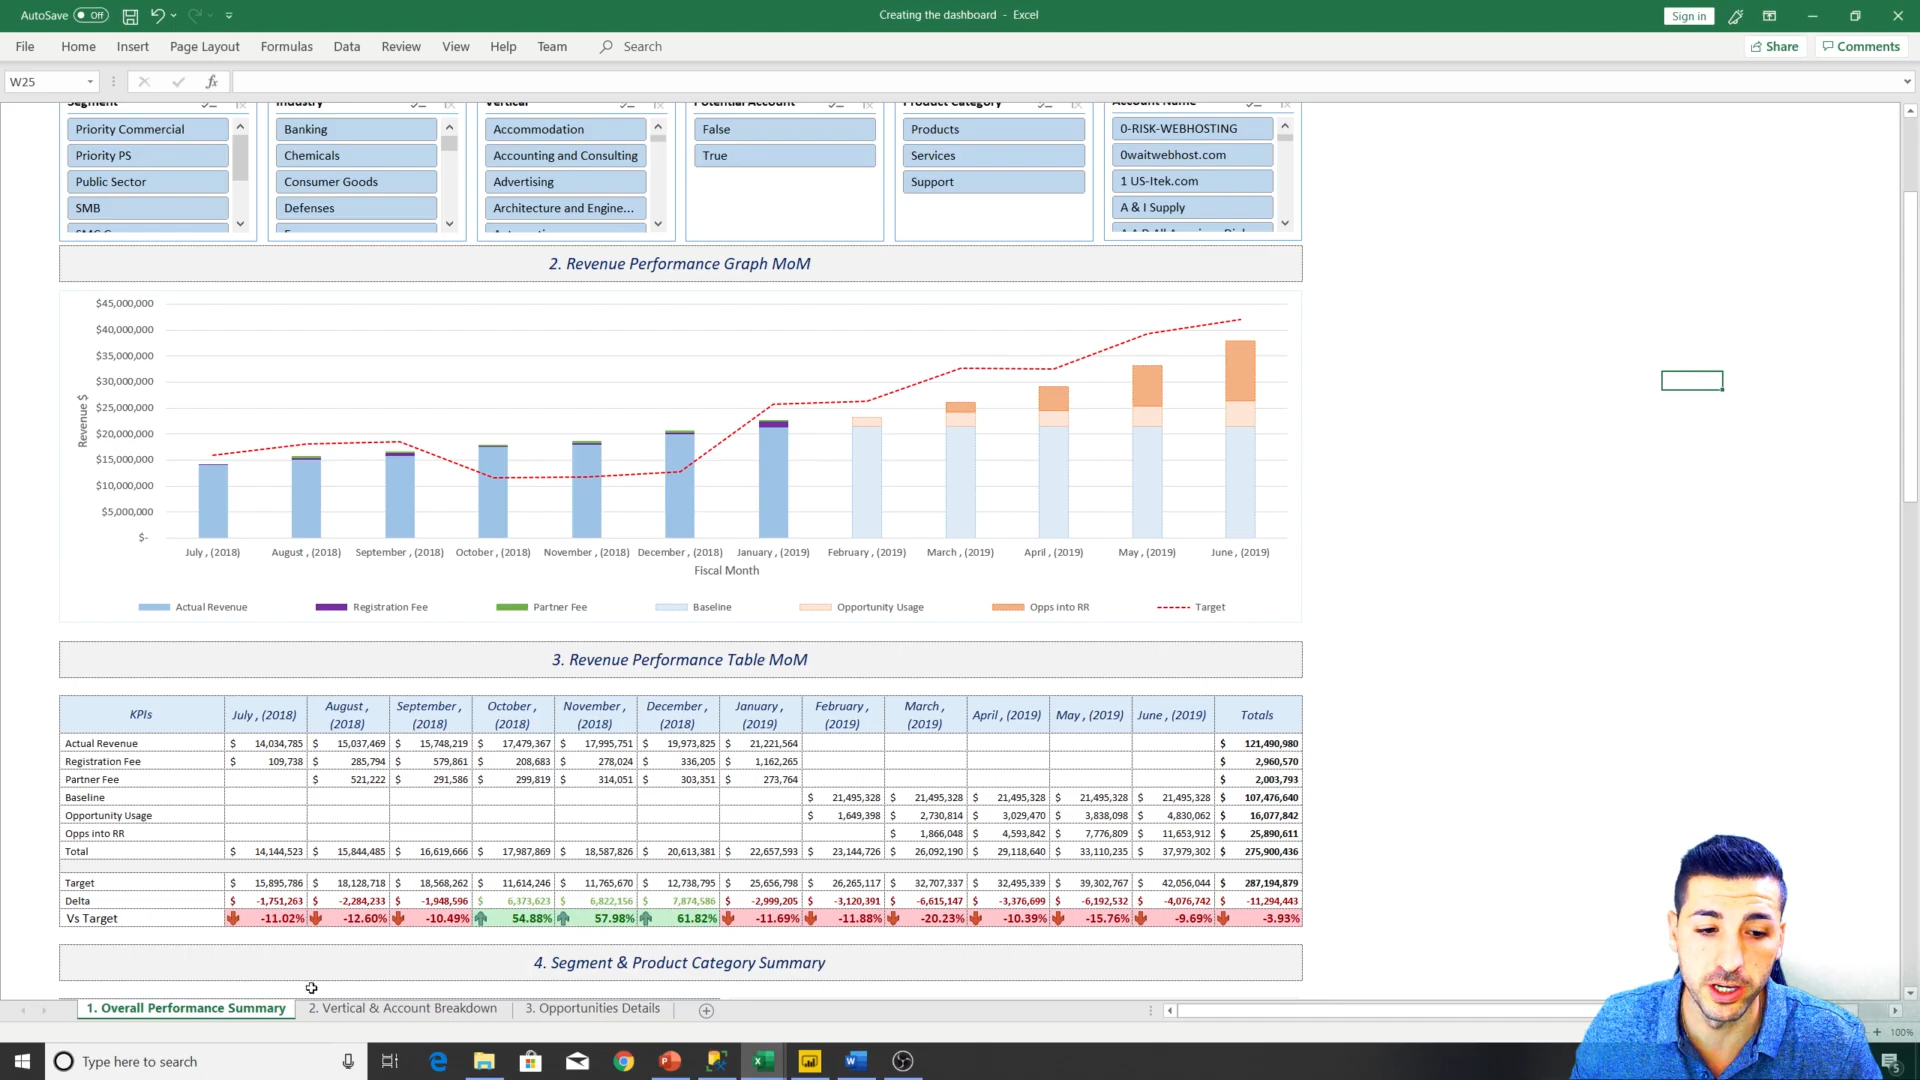 AutoSave Off
Creating the dashboard - Excel
Sign in
File Home Insert Page Layout Formulas Data Review View Help Team Search
Share Comments
W25
fx
Segment Industry Vertical Potential Account Product Category Account Name
Priority Commercial Banking Accommodation False Products 0-RISK-WEBHOSTING
Priority PS Chemicals Accounting and Consulting True Services 0waitwebhost.com
Public Sector Consumer Goods Advertising Support 1 US-Itek.com
SMB Defenses Architecture and Engine... A & I Supply
2. Revenue Performance Graph MoM
$45,000,000
$40,000,000
$35,000,000
$30,000,000
$25,000,000
$20,000,000
$15,000,000
$10,000,000
$5,000,000
$-
Revenue $
July , (2018) August , (2018) September , (2018) October , (2018) November , (2018) December , (2018) January , (2019) February , (2019) March , (2019) April , (2019) May , (2019) June , (2019)
Fiscal Month
Actual Revenue Registration Fee Partner Fee Baseline Opportunity Usage Opps into RR Target
3. Revenue Performance Table MoM
KPIs July , (2018) August , (2018) September , (2018) October , (2018) November , (2018) December , (2018) January , (2019) February , (2019) March , (2019) April , (2019) May , (2019) June , (2019) Totals
Actual Revenue $ 14,034,785 $ 15,037,469 $ 15,748,219 $ 17,479,367 $ 17,995,751 $ 19,973,825 $ 21,221,564 $ 121,490,980
Registration Fee $ 109,738 $ 285,794 $ 579,861 $ 208,683 $ 278,024 $ 336,205 $ 1,162,265 $ 2,960,570
Partner Fee $ 521,222 $ 291,586 $ 299,819 $ 314,051 $ 303,351 $ 273,764 $ 2,003,793
Baseline $ 21,495,328 $ 21,495,328 $ 21,495,328 $ 21,495,328 $ 21,495,328 $ 107,476,640
Opportunity Usage $ 1,649,398 $ 2,730,814 $ 3,029,470 $ 3,838,098 $ 4,830,062 $ 16,077,842
Opps into RR $ 1,866,048 $ 4,593,842 $ 7,776,809 $ 11,653,912 $ 25,890,611
Total $ 14,144,523 $ 15,844,485 $ 16,619,666 $ 17,987,869 $ 18,587,826 $ 20,613,381 $ 22,657,593 $ 23,144,726 $ 26,092,190 $ 29,118,640 $ 33,110,235 $ 37,979,302 $ 275,900,436
Target $ 15,895,786 $ 18,128,718 $ 18,568,262 $ 11,614,246 $ 11,765,670 $ 12,738,795 $ 25,656,798 $ 26,265,117 $ 32,707,337 $ 32,495,339 $ 39,302,767 $ 42,056,044 $ 287,194,879
Delta $ -1,751,263 $ -2,284,233 $ -1,948,596 $ 6,373,623 $ 6,822,156 $ 7,874,586 $ -2,999,205 $ -3,120,391 $ -6,615,147 $ -3,376,699 $ -6,192,532 $ -4,076,742 $ -11,294,443
Vs Target -11.02% -12.60% -10.49% 54.88% 57.98% 61.82% -11.69% -11.88% -20.23% -10.39% -15.76% -9.69% -3.93%
4. Segment & Product Category Summary
1. Overall Performance Summary 2. Vertical & Account Breakdown 3. Opportunities Details
100%
Type here to search
5